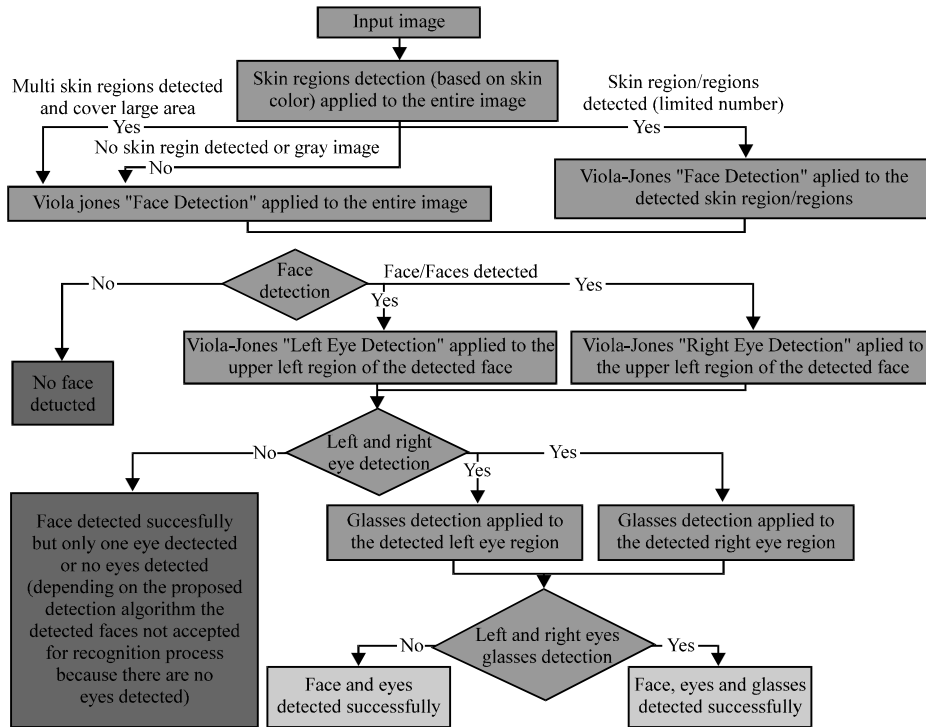 Input image
Skin regions detection (based on skin
color) applied to the entire image
Multi skin regions detected
and cover large area
Yes
Skin region/regions
detected (limited number)
Yes
No skin regin detected or gray image
No
Viola jones "Face Detection" applied to the entire image
Viola-Jones "Face Detection" aplied to the
detected skin region/regions
Face
detection
No
Face/Faces detected
Yes
Yes
No face
detucted
Viola-Jones "Left Eye Detection" applied to the
upper left region of the detected face
Viola-Jones "Right Eye Detection" aplied to
the upper left region of the detected face
Left and right
eye detection
No
Yes
Yes
Face detected succesfully
but only one eye dectected
or no eyes detected
(depending on the proposed
detection algorithm the
detected faces not accepted
for recognition process
because there are no
eyes detected)
Glasses detection applied to
the detected left eye region
Glasses detection applied to
the detected right eye region
Left and right eyes
glasses detection
No
Yes
Face and eyes
detected successfully
Face, eyes and glasses
detected successfully